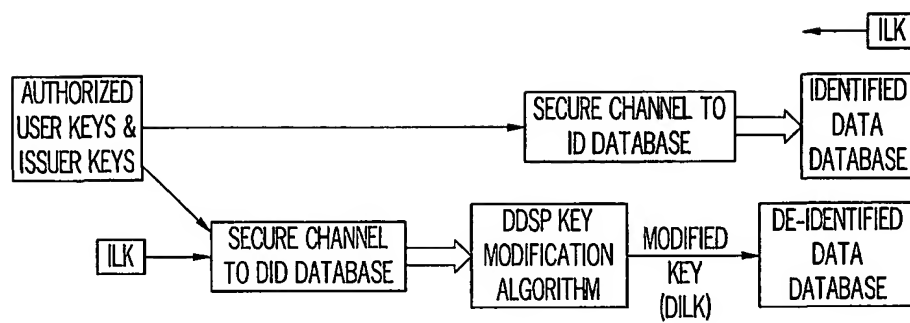 ILK
AUTHORIZED
USER KEYS &
ISSUER KEYS
SECURE CHANNEL TO
ID DATABASE
IDENTIFIED
DATA
DATABASE
ILK
SECURE CHANNEL
TO DID DATABASE
DDSP KEY
MODIFICATION
ALGORITHM
MODIFIED
KEY
(DILK)
DE-IDENTIFIED
DATA
DATABASE